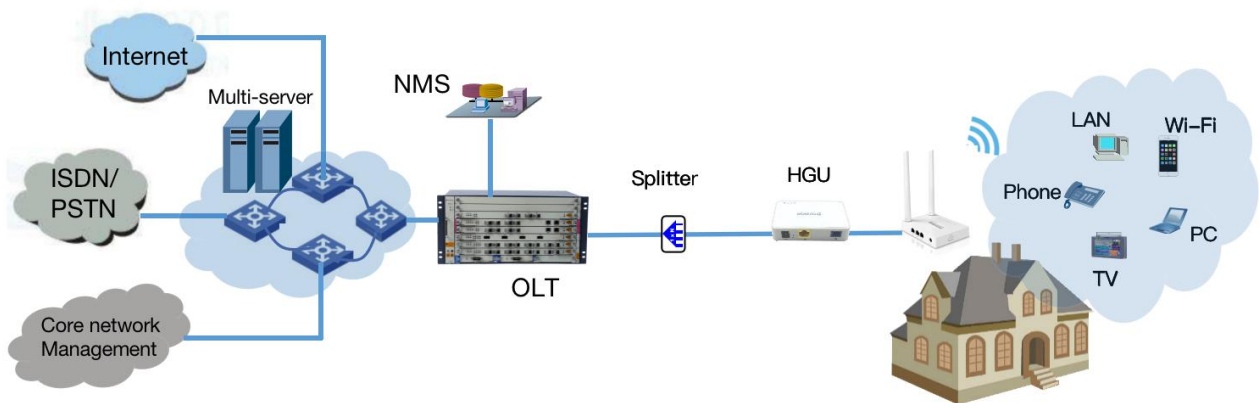 Internet
Multi-server
NMS
ISDN/
PSTN
Core network
Management
OLT
Splitter
HGU
LAN
Wi-Fi
Phone
PC
TV